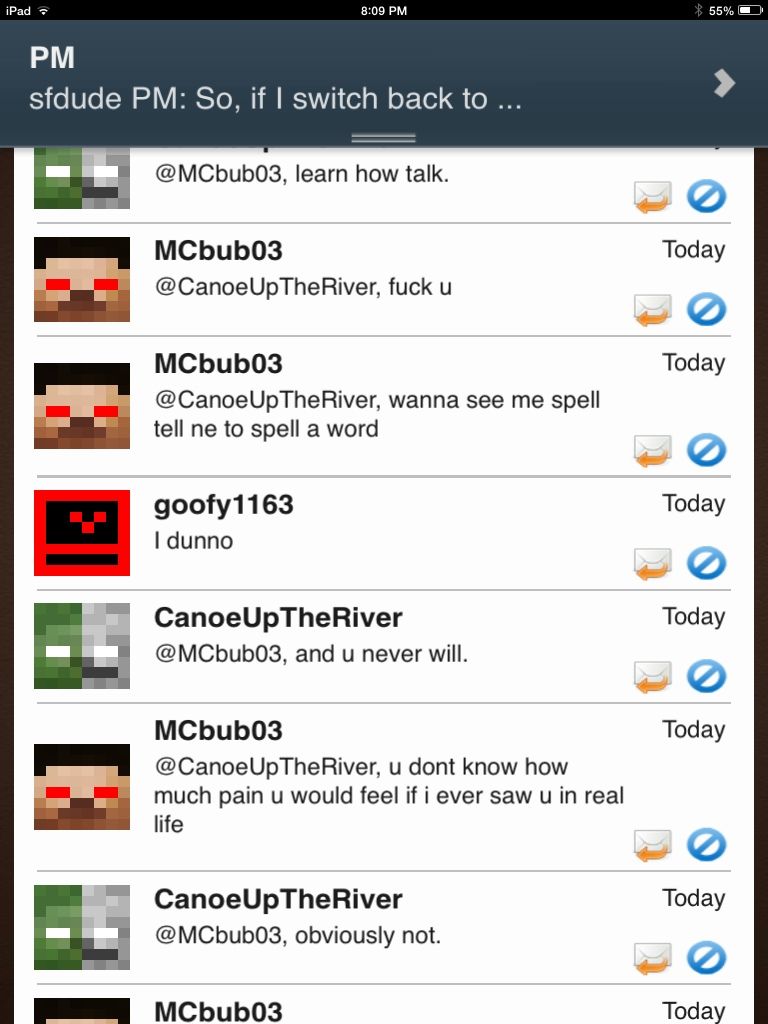 iPad 8:09 PM 55%
PM
sfdude PM: So, if I switch back to ...
@MCbub03, learn how talk.
MCbub03 Today
@CanoeUpTheRiver, fuck u
MCbub03 Today
@CanoeUpTheRiver, wanna see me spell
tell ne to spell a word
goofy1163 Today
I dunno
CanoeUpTheRiver Today
@MCbub03, and u never will.
MCbub03 Today
@CanoeUpTheRiver, u dont know how
much pain u would feel if i ever saw u in real
life
CanoeUpTheRiver Today
@MCbub03, obviously not.
MCbub03 Today